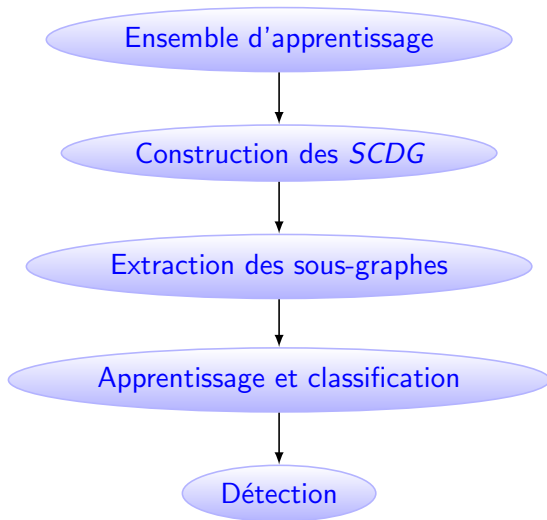 Ensemble d'apprentissage
Construction des SCDG
Extraction des sous-graphes
Apprentissage et classification
Détection